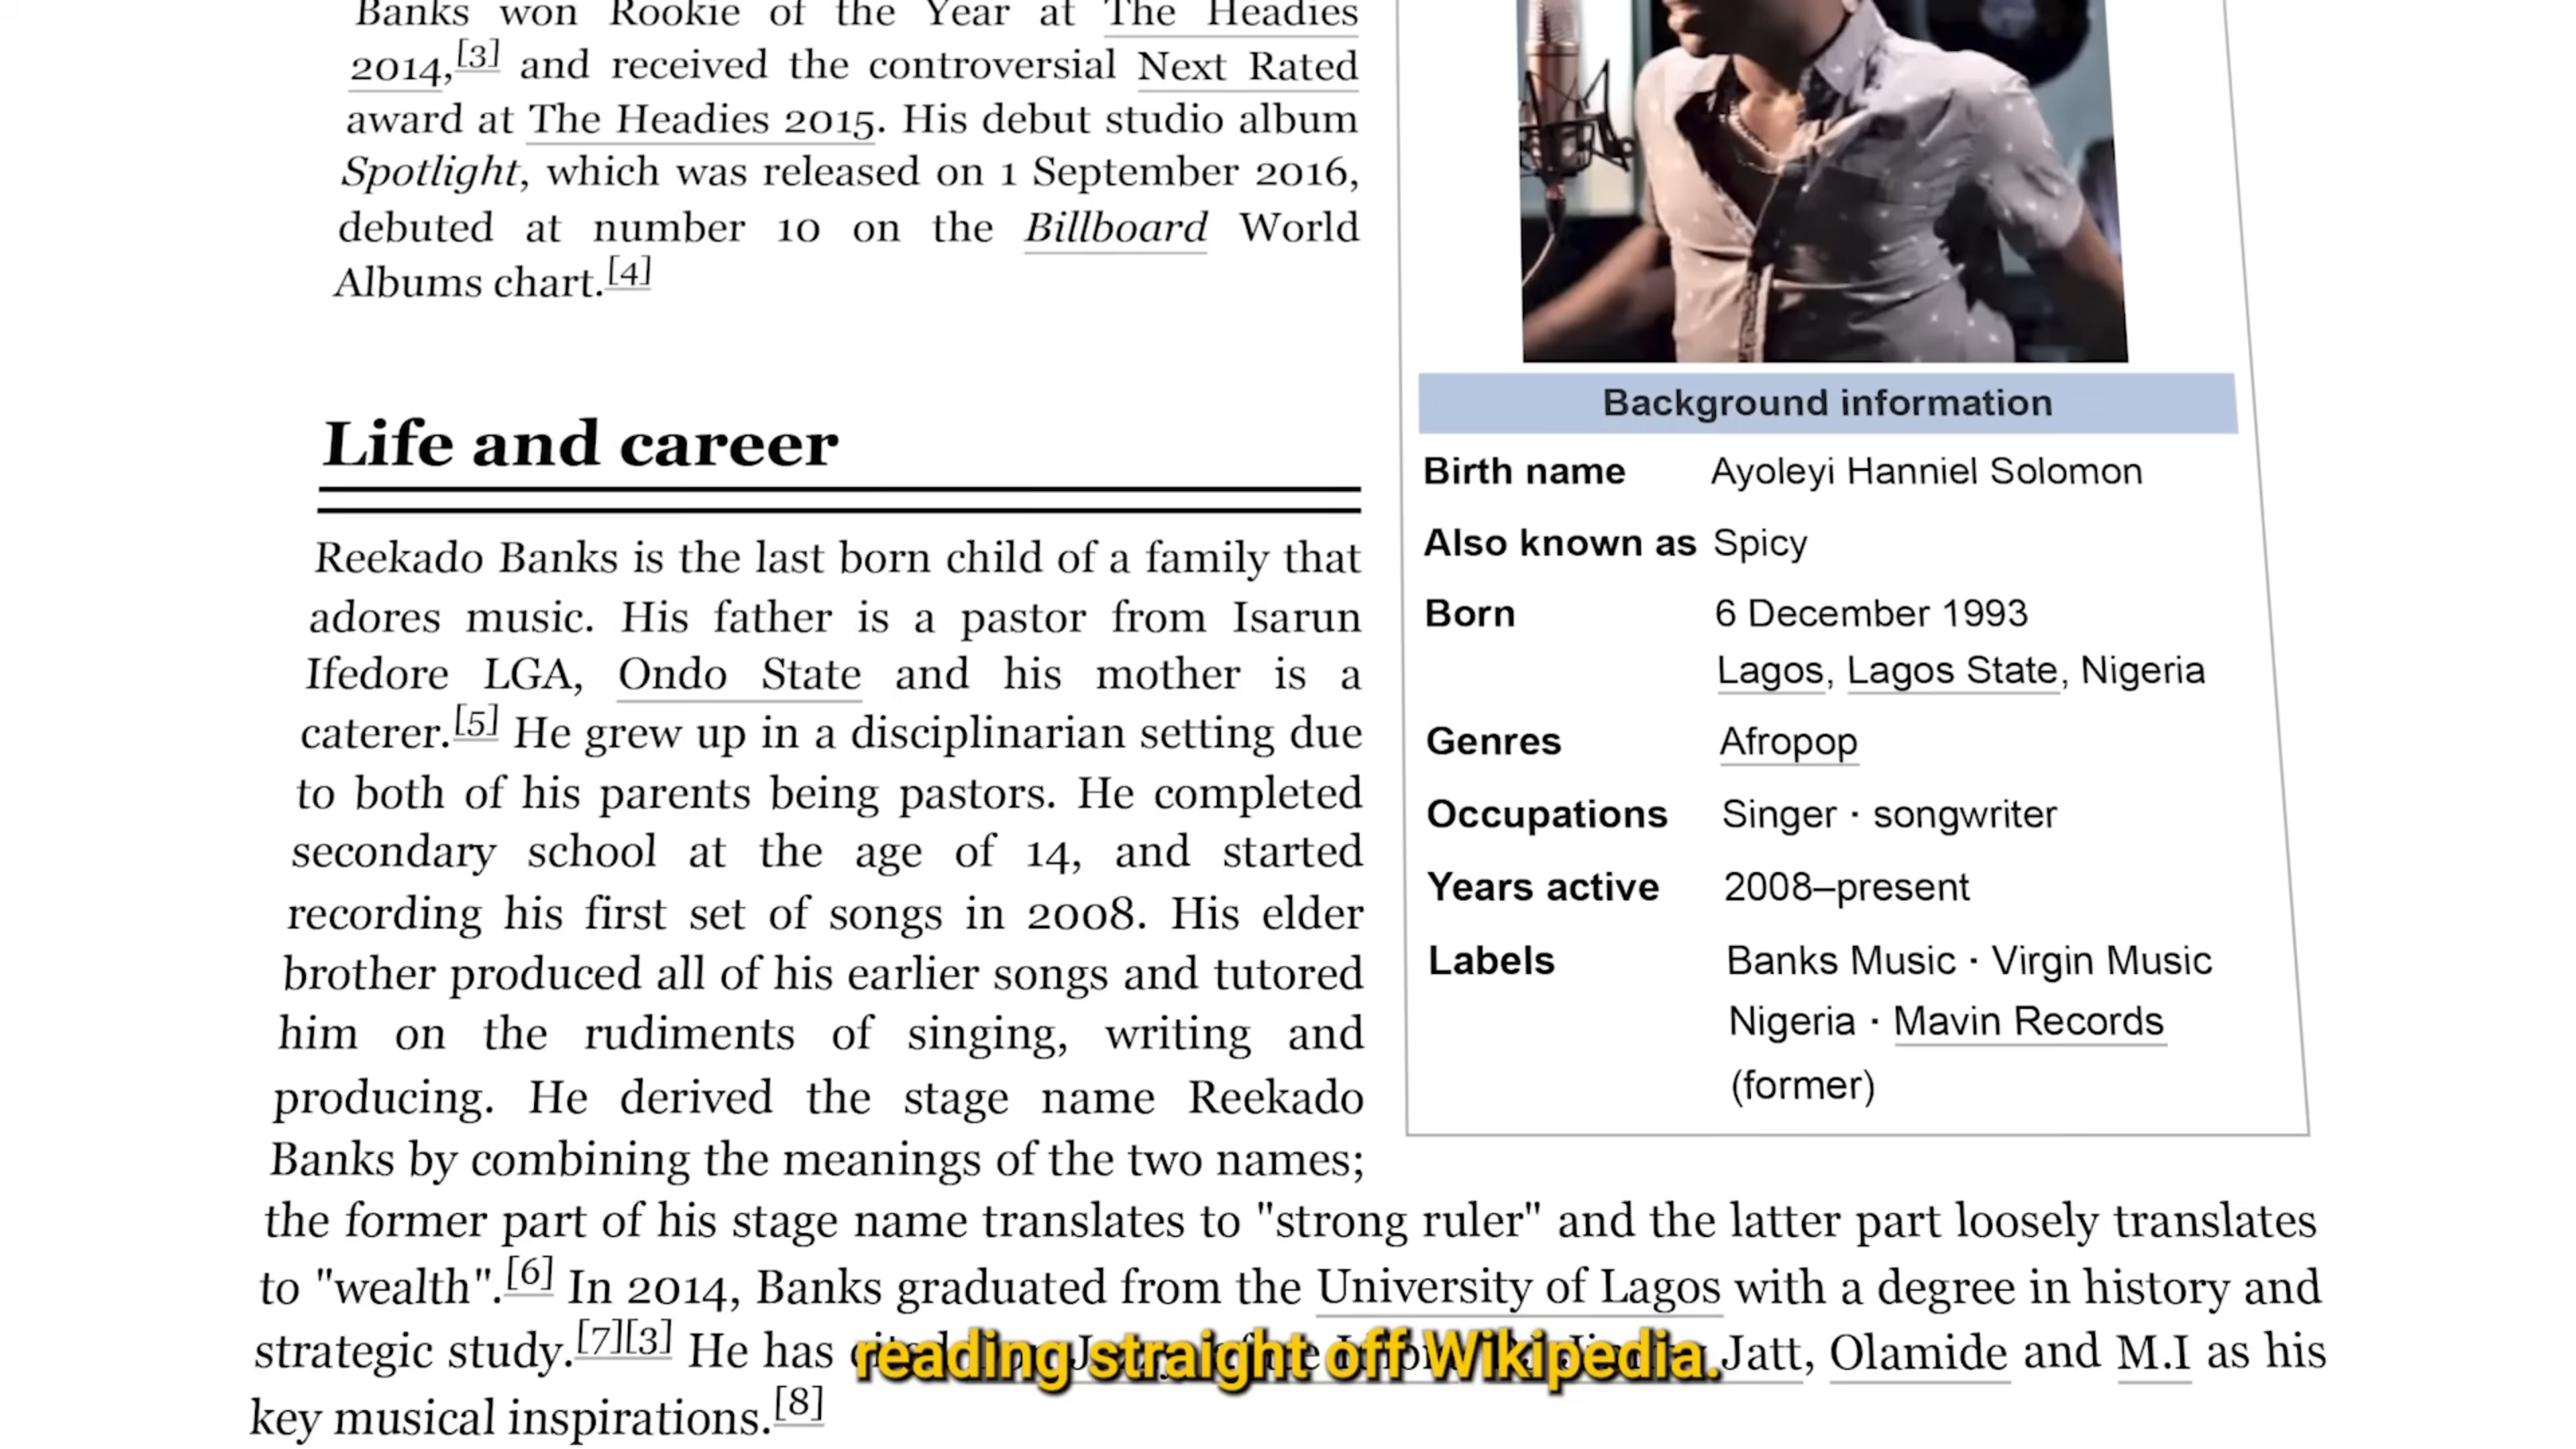 Banks won Rookie of the Year at The Headies
2014,[3] and received the controversial Next Rated
award at The Headies 2015. His debut studio album
Spotlight, which was released on 1 September 2016,
debuted at number 10 on the Billboard World
Albums chart.[4]
Life and career
Reekado Banks is the last born child of a family that
adores music. His father is a pastor from Isarun
Ifedore LGA, Ondo State and his mother is a
caterer.[5] He grew up in a disciplinarian setting due
to both of his parents being pastors. He completed
secondary school at the age of 14, and started
recording his first set of songs in 2008. His elder
brother produced all of his earlier songs and tutored
him on the rudiments of singing, writing and
producing. He derived the stage name Reekado
Banks by combining the meanings of the two names;
the former part of his stage name translates to "strong ruler" and the latter part loosely translates
to "wealth".[6] In 2014, Banks graduated from the University of Lagos with a degree in history and
strategic study.[7][3] He has Jatt, Olamide and M.I as his
key musical inspirations.[8]
Background information
Birth name Ayoleyi Hanniel Solomon
Also known as Spicy
Born 6 December 1993
Lagos, Lagos State, Nigeria
Genres Afropop
Occupations Singer · songwriter
Years active 2008–present
Labels Banks Music · Virgin Music
Nigeria · Mavin Records
(former)
reading straight off Wikipedia.